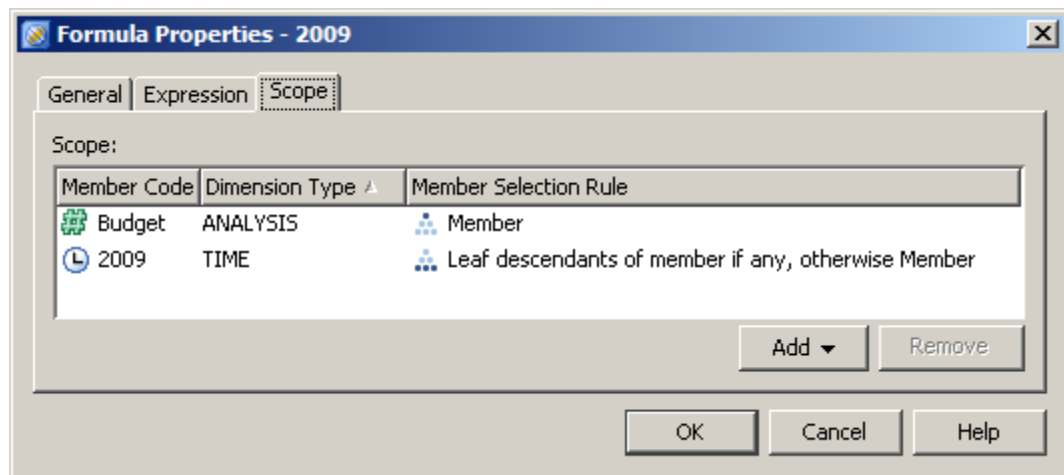 Formula Properties - 2009
General Expression Scope
Scope:
Member Code Dimension Type Member Selection Rule
Budget ANALYSIS Member
2009 TIME Leaf descendants of member if any, otherwise Member
Add Remove
OK Cancel Help